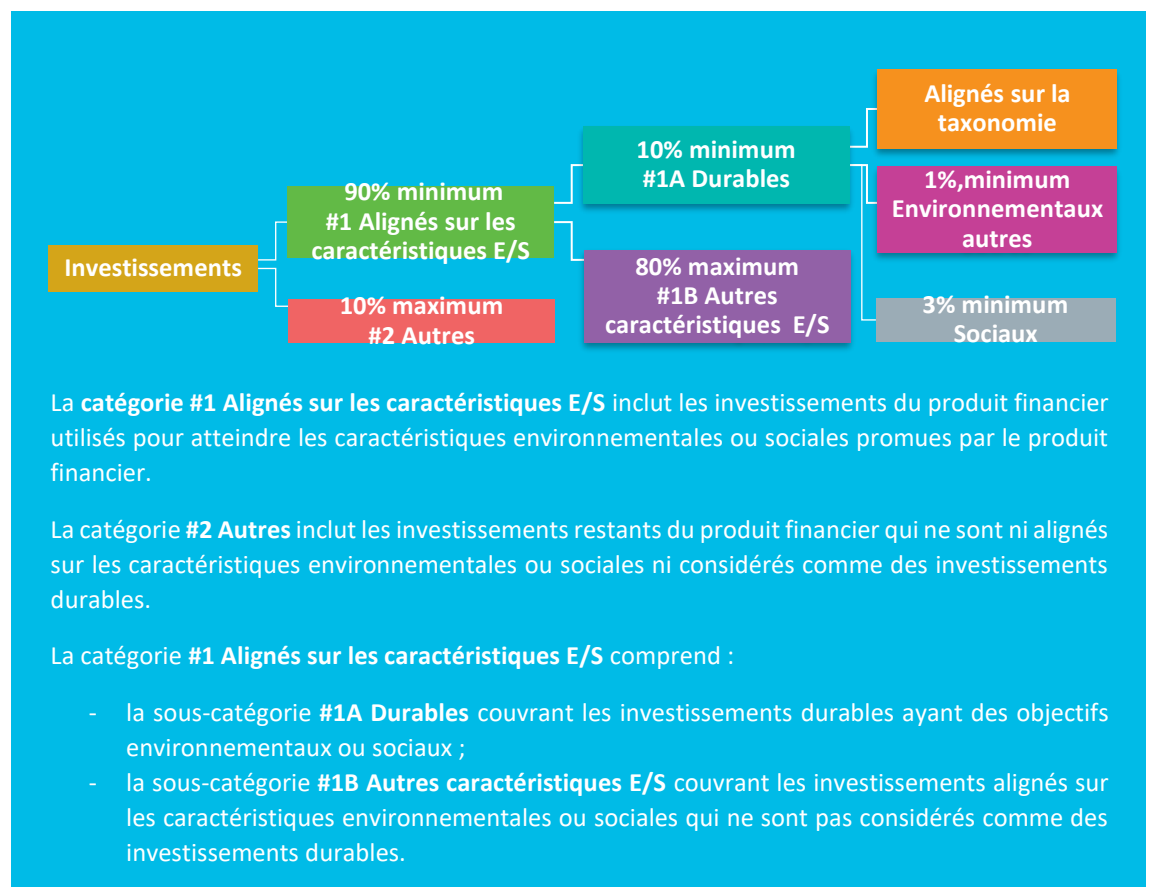 Investissements
90% minimum
#1 Alignés sur les
caractéristiques E/S
10% maximum
#2 Autres
10% minimum
#1A Durables
80% maximum
#1B Autres
caractéristiques E/S
Alignés sur la
taxonomie
1%,minimum
Environnementaux
autres
3% minimum
Sociaux
La catégorie #1 Alignés sur les caractéristiques E/S inclut les investissements du produit financier
utilisés pour atteindre les caractéristiques environnementales ou sociales promues par le produit
financier.
La catégorie #2 Autres inclut les investissements restants du produit financier qui ne sont ni alignés
sur les caractéristiques environnementales ou sociales ni considérés comme des investissements
durables.
La catégorie #1 Alignés sur les caractéristiques E/S comprend :
- la sous-catégorie #1A Durables couvrant les investissements durables ayant des objectifs
environnementaux ou sociaux ;
- la sous-catégorie #1B Autres caractéristiques E/S couvrant les investissements alignés sur
les caractéristiques environnementales ou sociales qui ne sont pas considérés comme des
investissements durables.